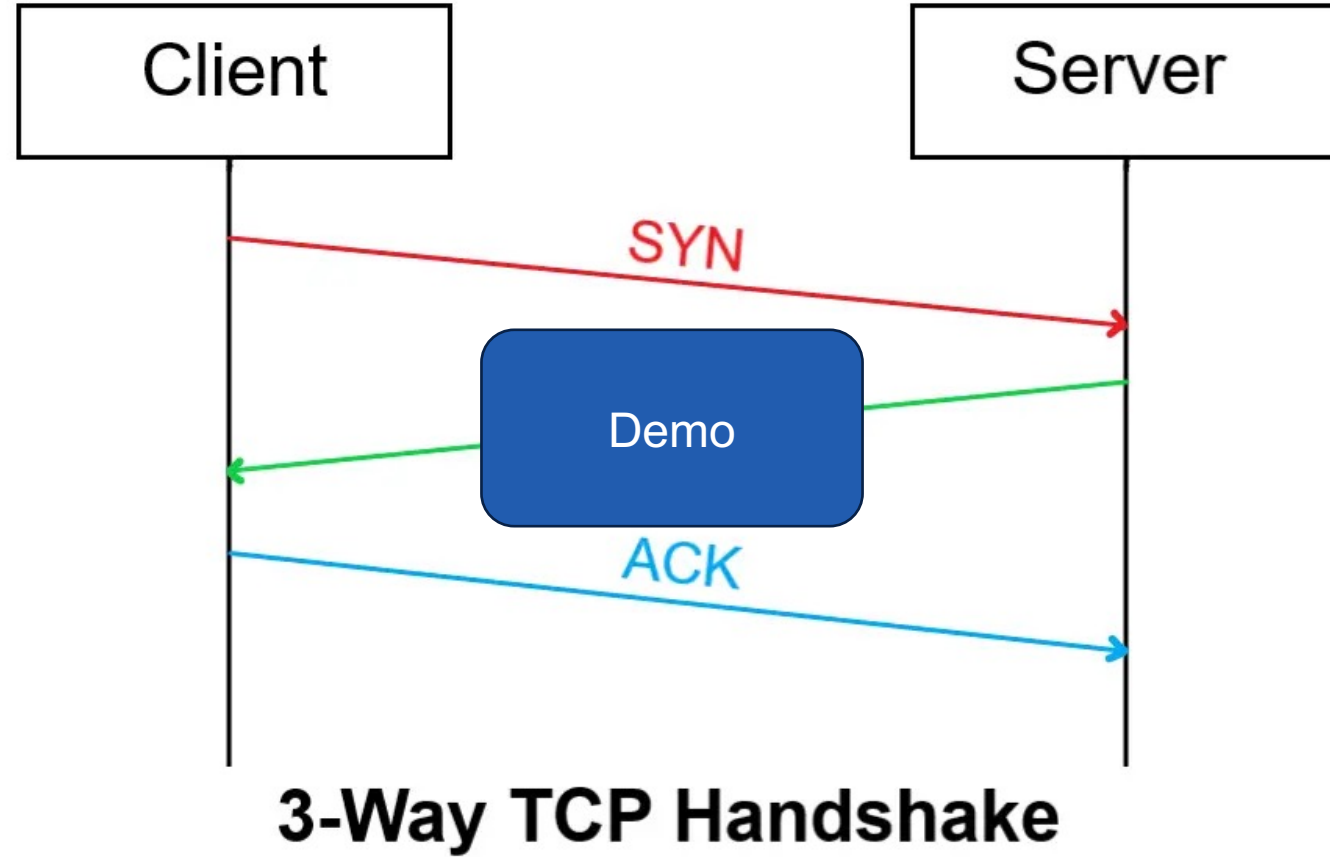 Client
Server
SYN
Demo
ACK
3-Way TCP Handshake